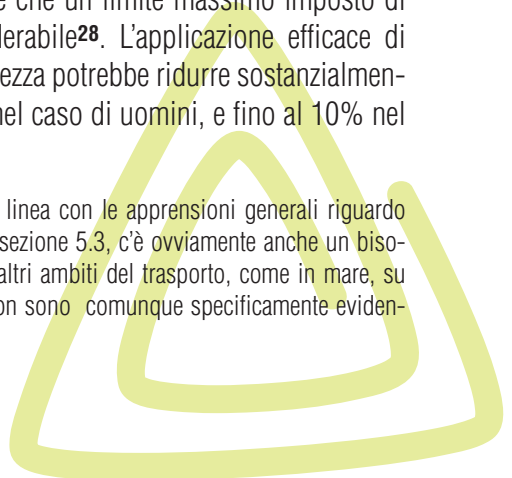 che un limite massimo imposto di
derabile28. L'applicazione efficace di
ezza potrebbe ridurre sostanzialmen-
nel caso di uomini, e fino al 10% nel
linea con le apprensioni generali riguardo
sezione 5.3, c'è ovviamente anche un biso-
altri ambiti del trasporto, come in mare, su
on sono comunque specificamente eviden-